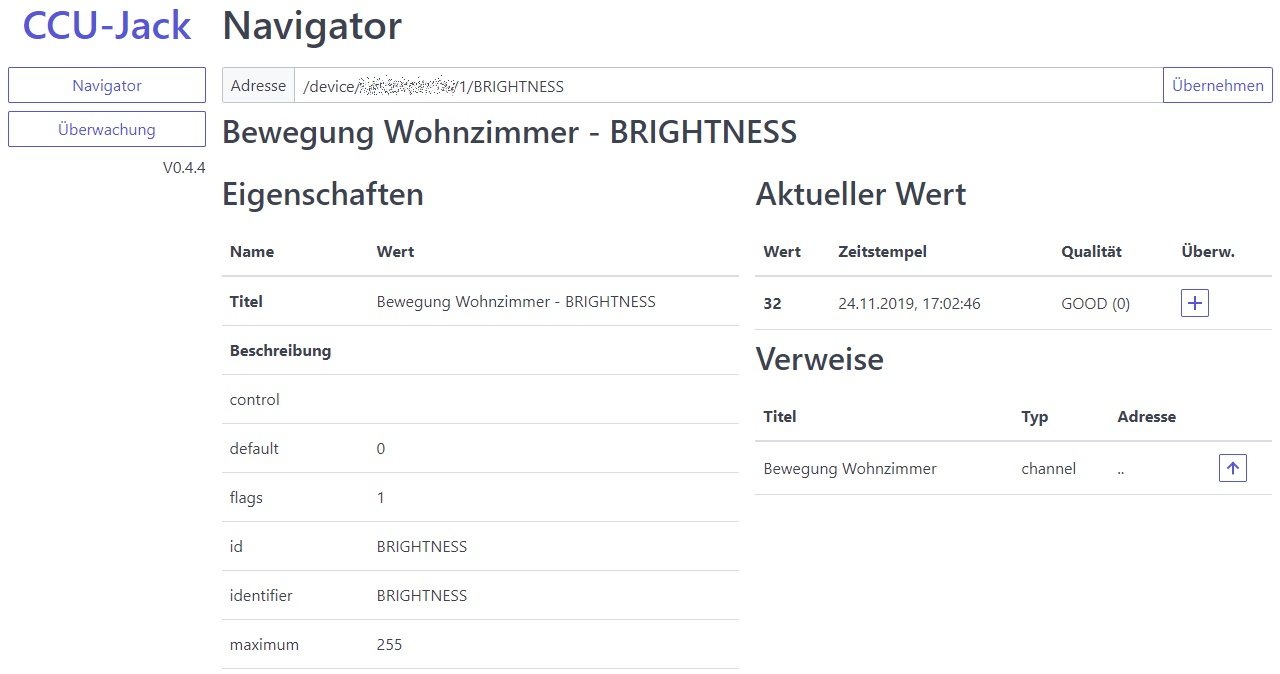 CCU-Jack
Navigator
Überwachung
V0.4.4
Navigator
Adresse /device/ /1/BRIGHTNESS Übernehmen
Bewegung Wohnzimmer - BRIGHTNESS
Eigenschaften
Name Wert
Titel Bewegung Wohnzimmer - BRIGHTNESS
Beschreibung
control
default 0
flags 1
id BRIGHTNESS
identifier BRIGHTNESS
maximum 255
Aktueller Wert
Wert Zeitstempel Qualität Überw.
32 24.11.2019, 17:02:46 GOOD (0)
Verweise
Titel Typ Adresse
Bewegung Wohnzimmer channel ..